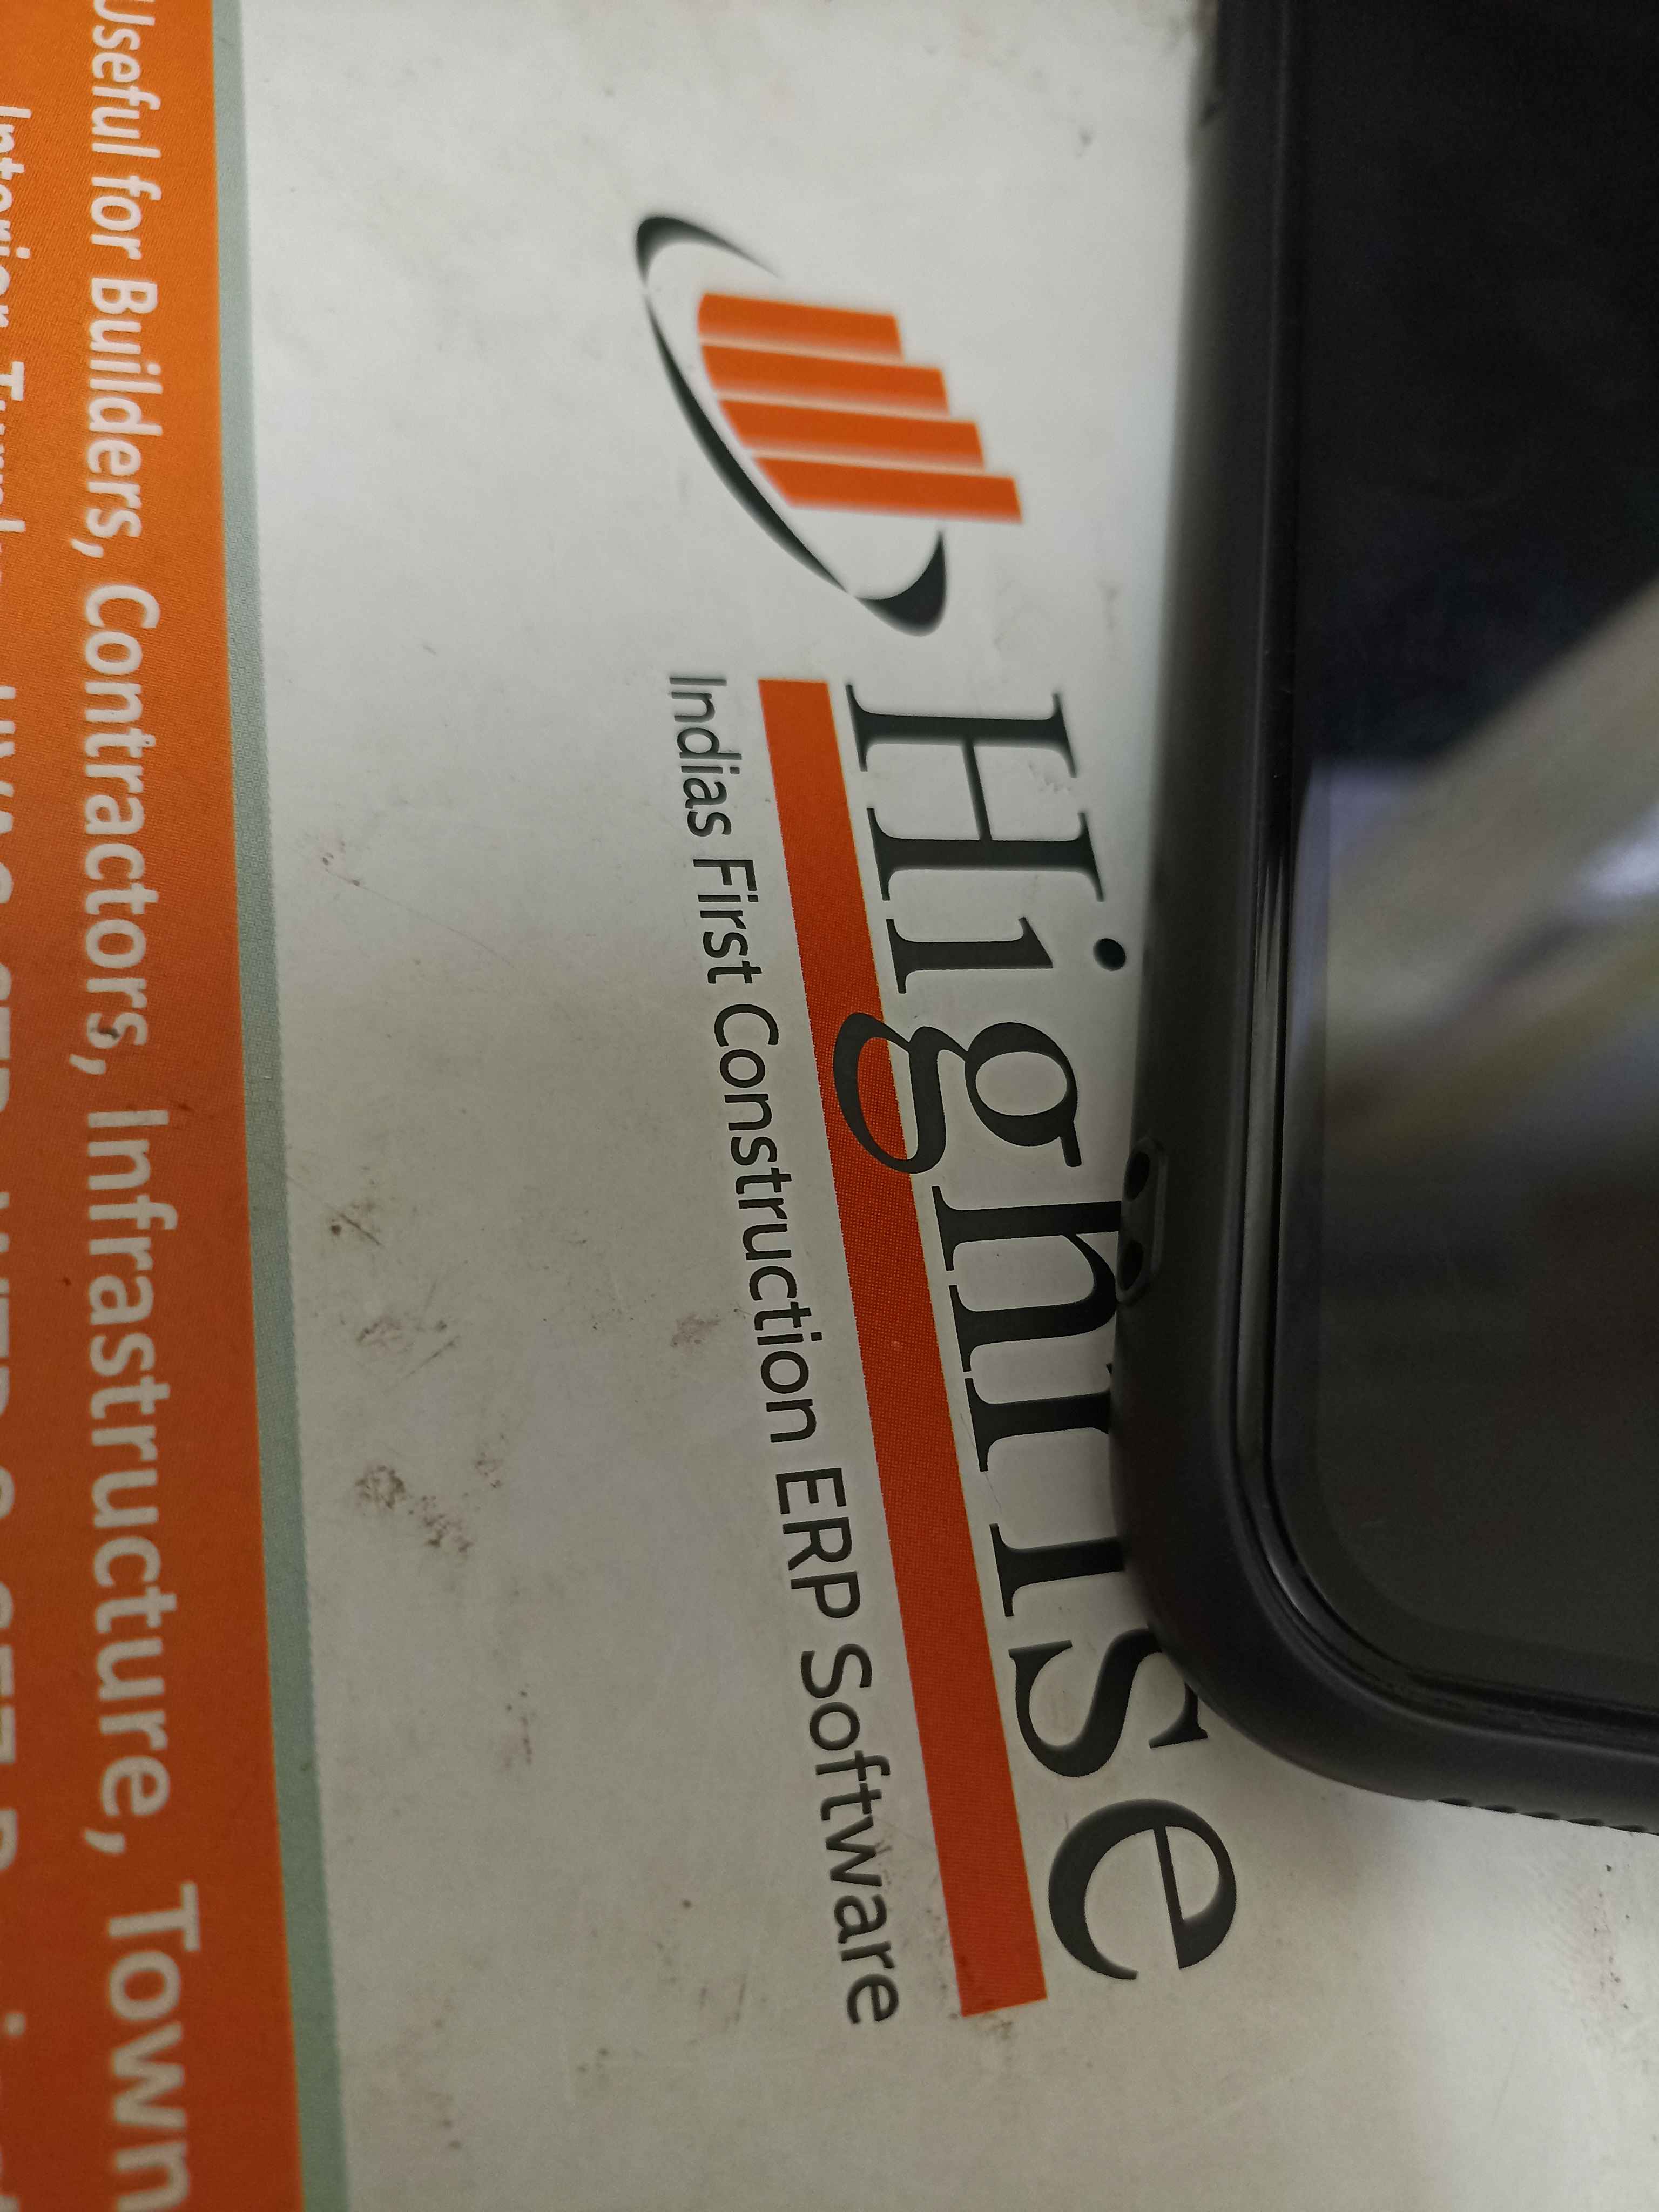 Highrise
Indias First Construction ERP Software
Useful for Builders, Contractors, Infrastructure, Town